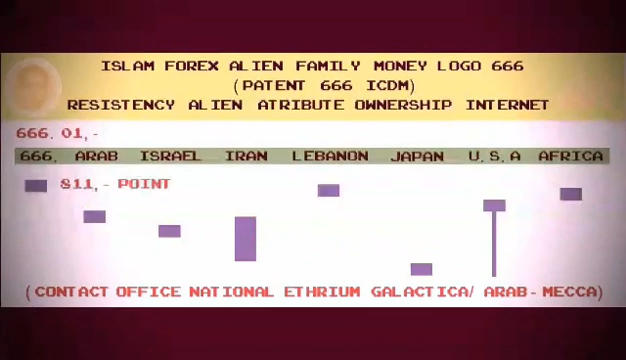 ISLAM FOREX ALIEN FAMILY MONEY LOGO 666
(PATENT 666 ICDM)
RESISTENCY ALIEN ATRIBUTE OWNERSHIP INTERNET
666. 01,-
666. ARAB ISRAEL IRAN LEBANON JAPAN U.S.A AFRICA
811,- POINT
(CONTACT OFFICE NATIONAL ETHRIUM GALACTICA/ ARAB- MECCA)